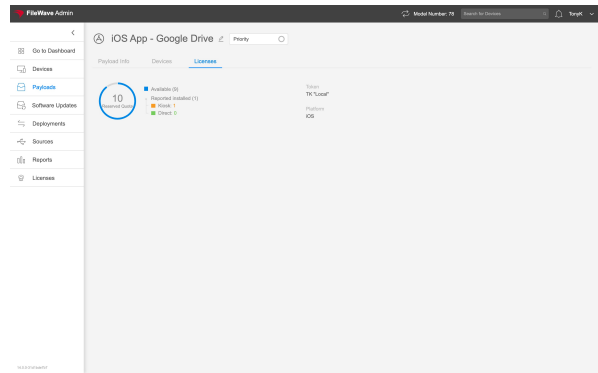 FileWave Admin
Model Number: 78
Search for Devices
TonyK
Go to Dashboard
Devices
Payloads
Software Updates
Deployments
Sources
Reports
Licenses
iOS App - Google Drive
Priority
Payload Info
Devices
Licenses
10
Reserved Quota
Available (9)
Reported installed (1)
Kiosk: 1
Direct: 0
Token
TK "Local"
Platform
iOS